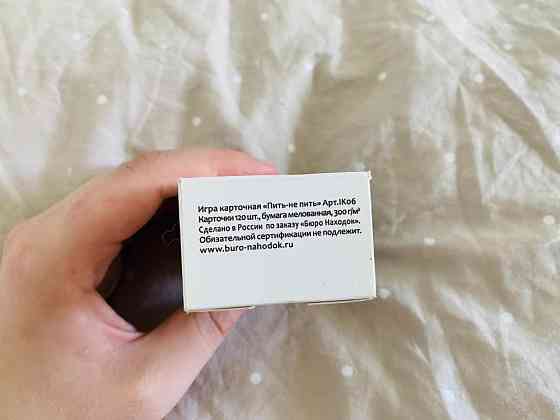 Игра карточная «Пить-не пить» Арт.IK06
Карточки 120 шт., бумага мелованная, 300 г/м²
Сделано в России по заказу «Бюро Находок».
Обязательной сертификации не подлежит.
www.buro-nahodok.ru